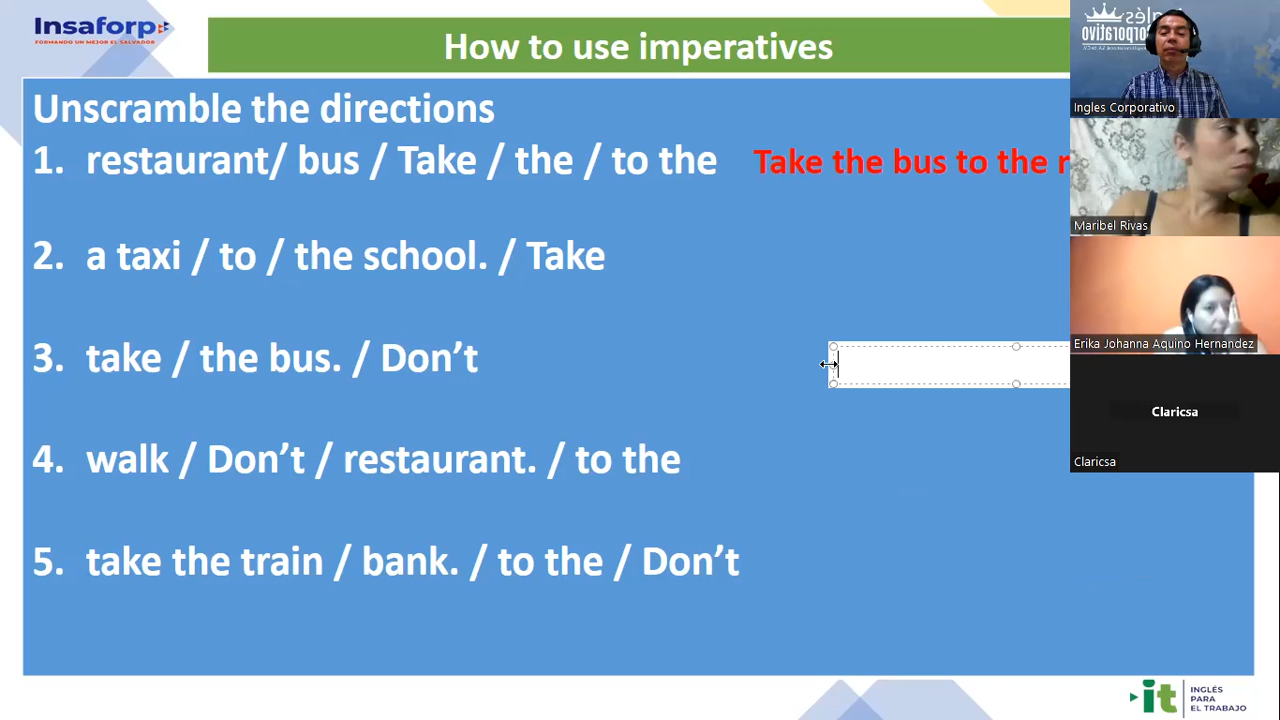 Insaforp
FORMANDO UN MEJOR EL SALVADOR
How to use imperatives
Unscramble the directions
1. restaurant/ bus / Take / the / to the Take the bus to the r
2. a taxi / to / the school. / Take
3. take / the bus. / Don’t
4. walk / Don’t / restaurant. / to the
5. take the train / bank. / to the / Don’t
Inglés
Corporativo
Ingles Corporativo
Maribel Rivas
Erika Johanna Aquino Hernandez
Claricsa
Claricsa
it
INGLÉS
PARA
EL TRABAJO